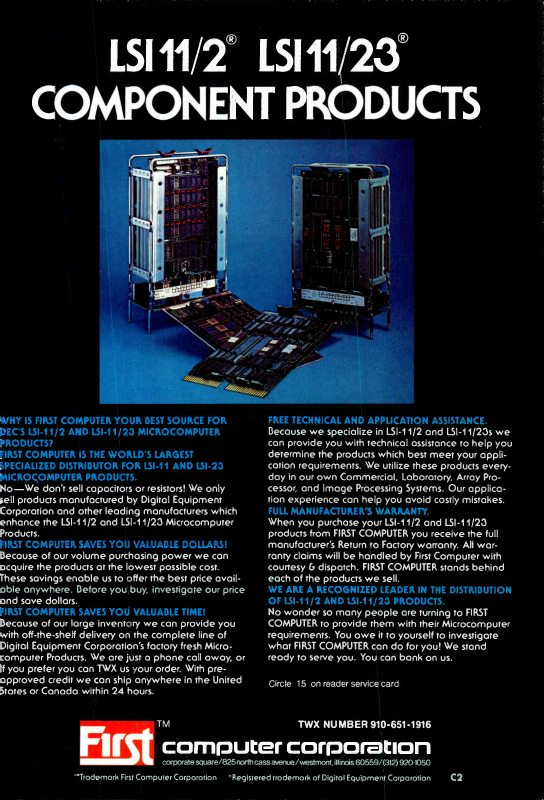 LSI 11/2® LSI 11/23®
COMPONENT PRODUCTS
WHY IS FIRST COMPUTER YOUR BEST SOURCE FOR
DEC'S LSI-11/2 AND LSI-11/23 MICROCOMPUTER
PRODUCTS?
FIRST COMPUTER IS THE WORLD'S LARGEST
SPECIALIZED DISTRIBUTOR FOR LSI-11 AND LSI-23
MICROCOMPUTER PRODUCTS.
No—We don't sell capacitors or resistors! We only
sell products manufactured by Digital Equipment
Corporation and other leading manufacturers which
enhance the LSI-11/2 and LSI-11/23 Microcomputer
Products.
FIRST COMPUTER SAVES YOU VALUABLE DOLLARS!
Because of our volume purchasing power we can
acquire the products at the lowest possible cost.
These savings enable us to offer the best price avail-
able anywhere. Before you buy, investigate our price
and save dollars.
FIRST COMPUTER SAVES YOU VALUABLE TIME!
Because of our large inventory we can provide you
with off-the-shelf delivery on the complete line of
Digital Equipment Corporation's factory fresh Micro-
computer Products. We are just a phone call away, or
if you prefer you can TWX us your order. With pre-
approved credit we can ship anywhere in the United
States or Canada within 24 hours.
FREE TECHNICAL AND APPLICATION ASSISTANCE.
Because we specialize in LSI-11/2 and LSI-11/23s we
can provide you with technical assistance to help you
determine the products which best meet your appli-
cation requirements. We utilize these products every-
day in our own Commercial, Laboratory, Array Pro-
cessor, and Image Processing Systems. Our applica-
tion experience can help you avoid costly mistakes.
FULL MANUFACTURER'S WARRANTY.
When you purchase your LSI-11/2 and LSI-11/23
products from FIRST COMPUTER you receive the full
manufacturer's Return to Factory warranty. All war-
ranty claims will be handled by First Computer with
courtesy & dispatch. FIRST COMPUTER stands behind
each of the products we sell.
WE ARE A RECOGNIZED LEADER IN THE DISTRIBUTION
OF LSI-11/2 AND LSI-11/23 PRODUCTS.
No wonder so many people are turning to FIRST
COMPUTER to provide them with their Microcomputer
requirements. You owe it to yourself to investigate
what FIRST COMPUTER can do for you! We stand
ready to serve you. You can bank on us.
Circle 15 on reader service card
TWX NUMBER 910-651-1916
First™
computer corporation
corporate square/825 north cass avenue/westmont, illinois 60559/(312) 920 1050
™Trademark First Computer Corporation ®Registered trademark of Digital Equipment Corporation C2